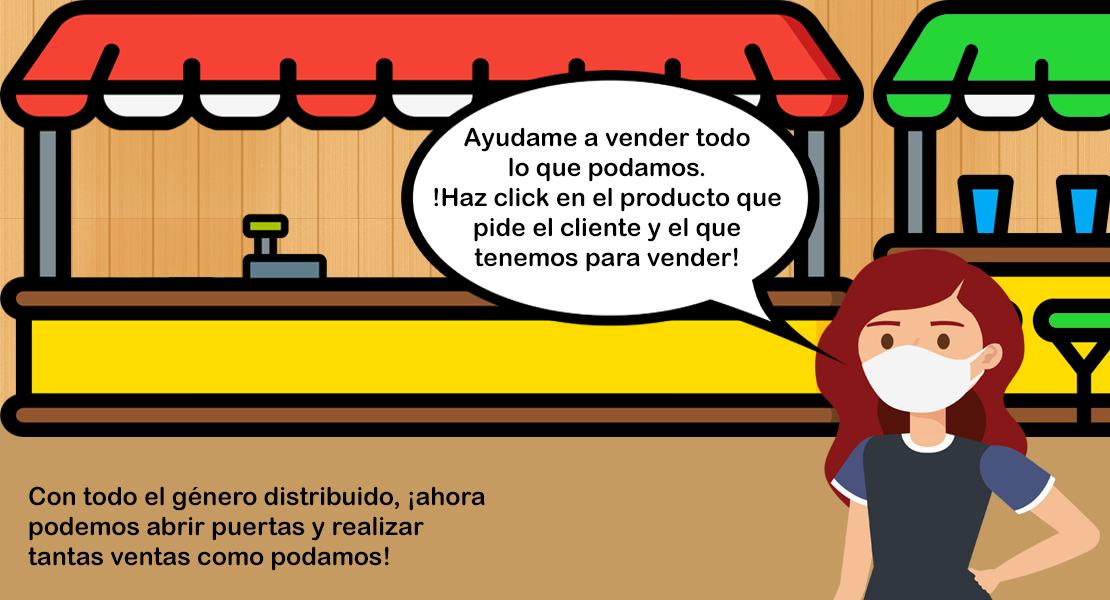 Ayudame a vender todo
lo que podamos.
!Haz click en el producto que
pide el cliente y el que
tenemos para vender!
Con todo el género distribuido, ¡ahora
podemos abrir puertas y realizar
tantas ventas como podamos!